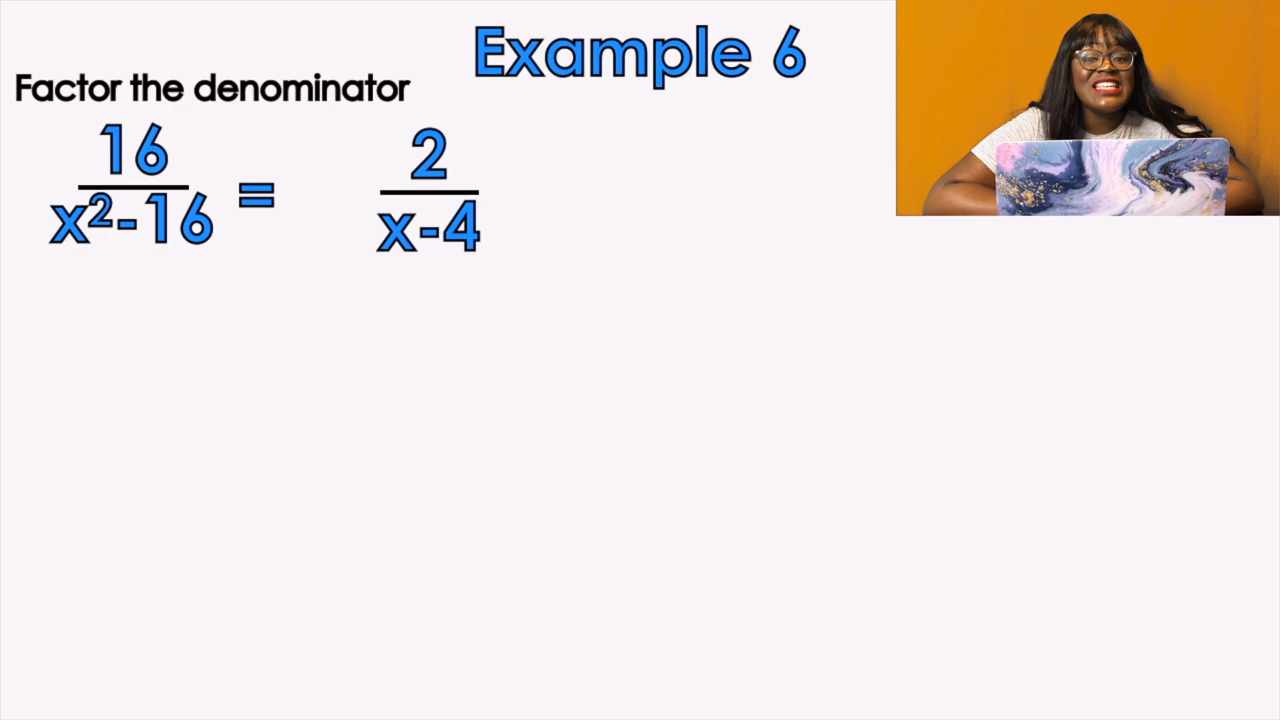 Example 6
Factor the denominator
16 / x²-16 = 2 / x-4